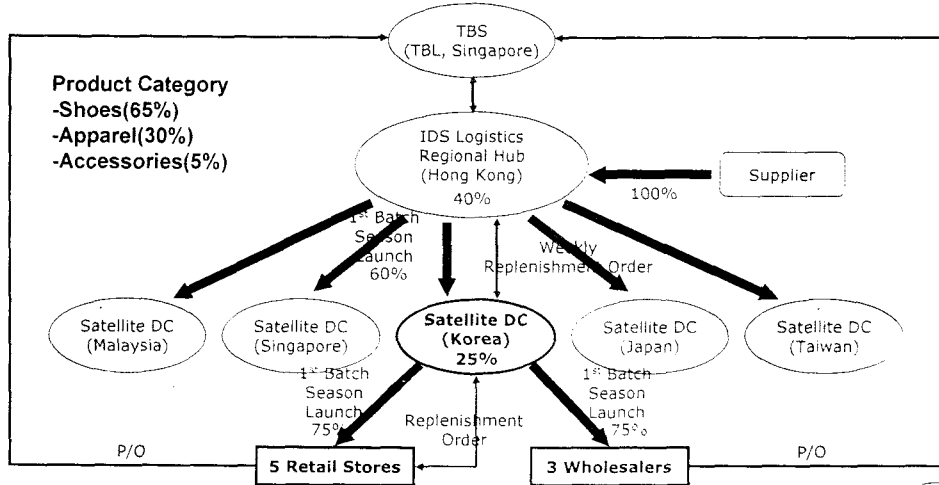 TBS
(TBL, Singapore)
Product Category
-Shoes(65%)
-Apparel(30%)
-Accessories(5%)
IDS Logistics
Regional Hub
(Hong Kong)
40%
100%
Supplier
1st Batch
Season
Launch
60%
Weekly
Replenishment Order
Satellite DC
(Malaysia)
Satellite DC
(Singapore)
Satellite DC
(Korea)
25%
Satellite DC
(Japan)
Satellite DC
(Taiwan)
1st Batch
Season
Launch
75%
Replenishment
Order
1st Batch
Season
Launch
75%
P/O
5 Retail Stores
3 Wholesalers
P/O